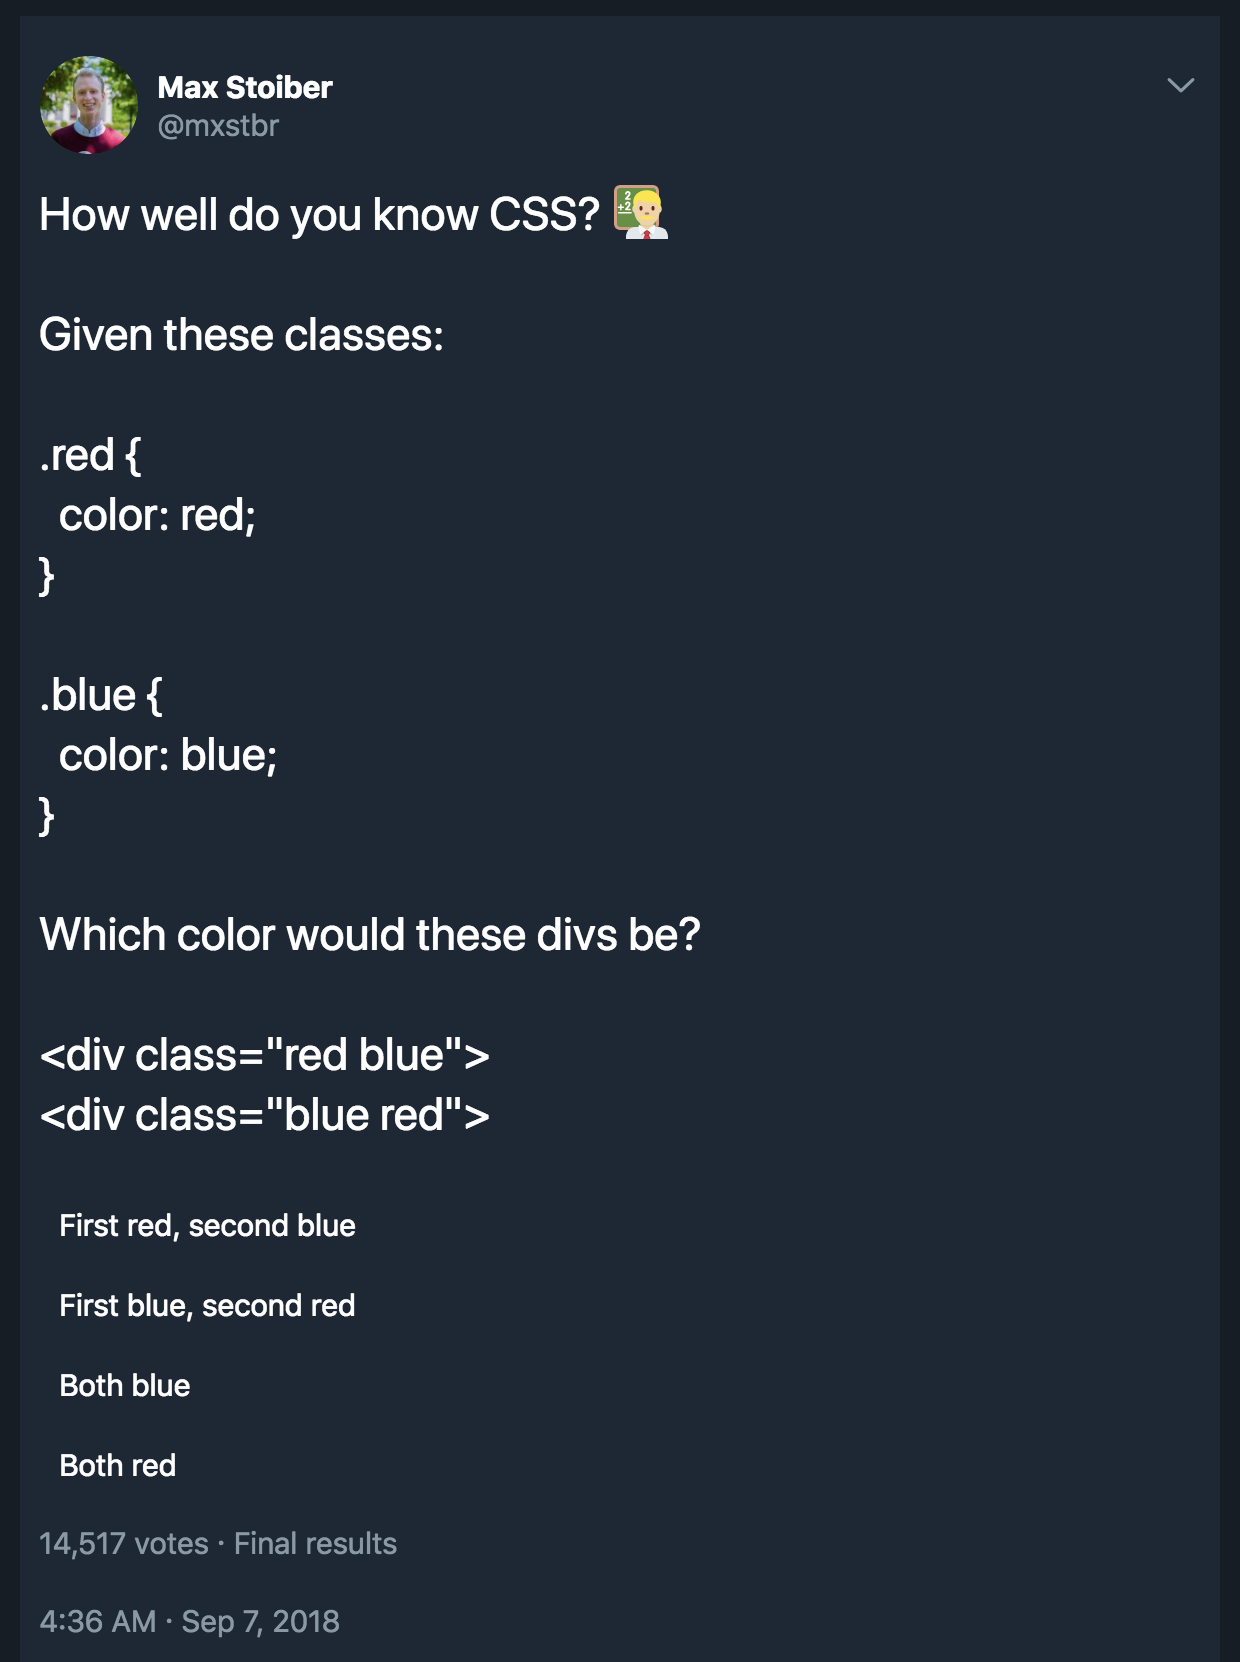 Max Stoiber
@mxstbr
How well do you know CSS? 👨🏼‍🏫
Given these classes:
.red {
  color: red;
}
.blue {
  color: blue;
}
Which color would these divs be?
<div class="red blue">
<div class="blue red">
First red, second blue
First blue, second red
Both blue
Both red
14,517 votes · Final results
4:36 AM · Sep 7, 2018